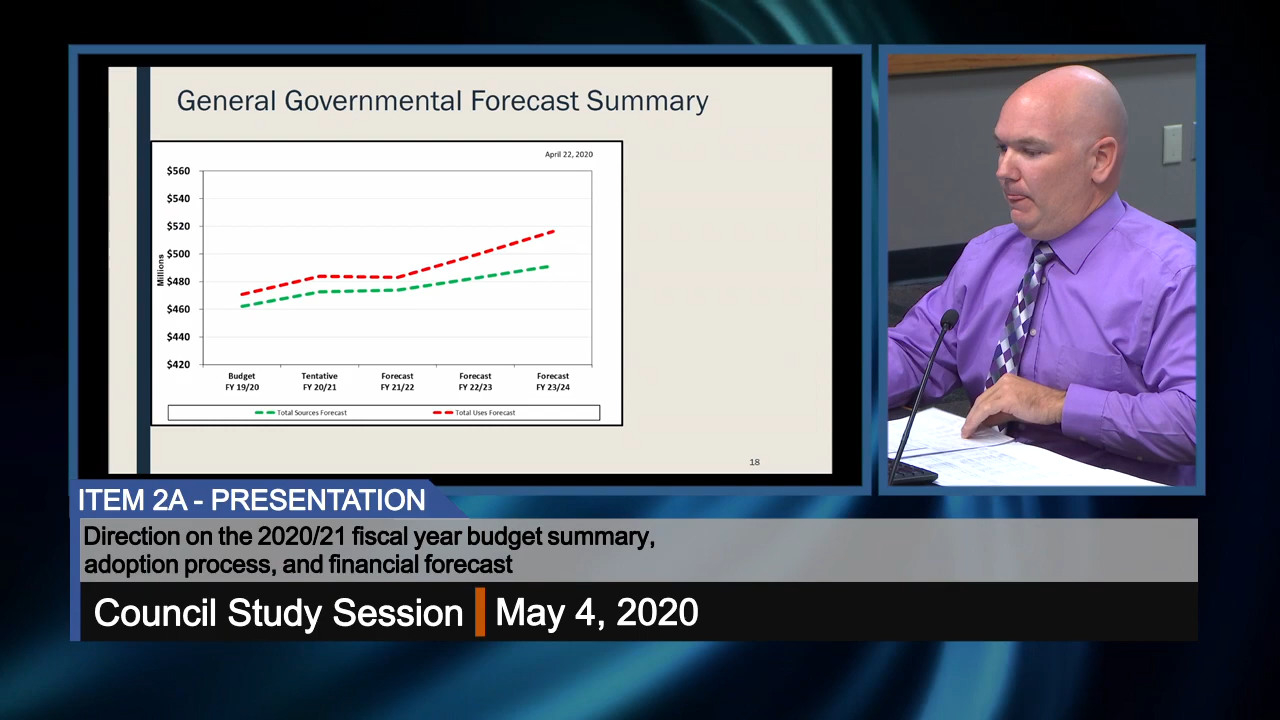 General Governmental Forecast Summary
April 22, 2020
$560
$540
$520
$500
$480
$460
$440
$420
Millions
Budget Tentative Forecast Forecast Forecast
FY 19/20 FY 20/21 FY 21/22 FY 22/23 FY 23/24
Total Sources Forecast Total Uses Forecast
18
ITEM 2A - PRESENTATION
Direction on the 2020/21 fiscal year budget summary,
adoption process, and financial forecast
Council Study Session May 4, 2020